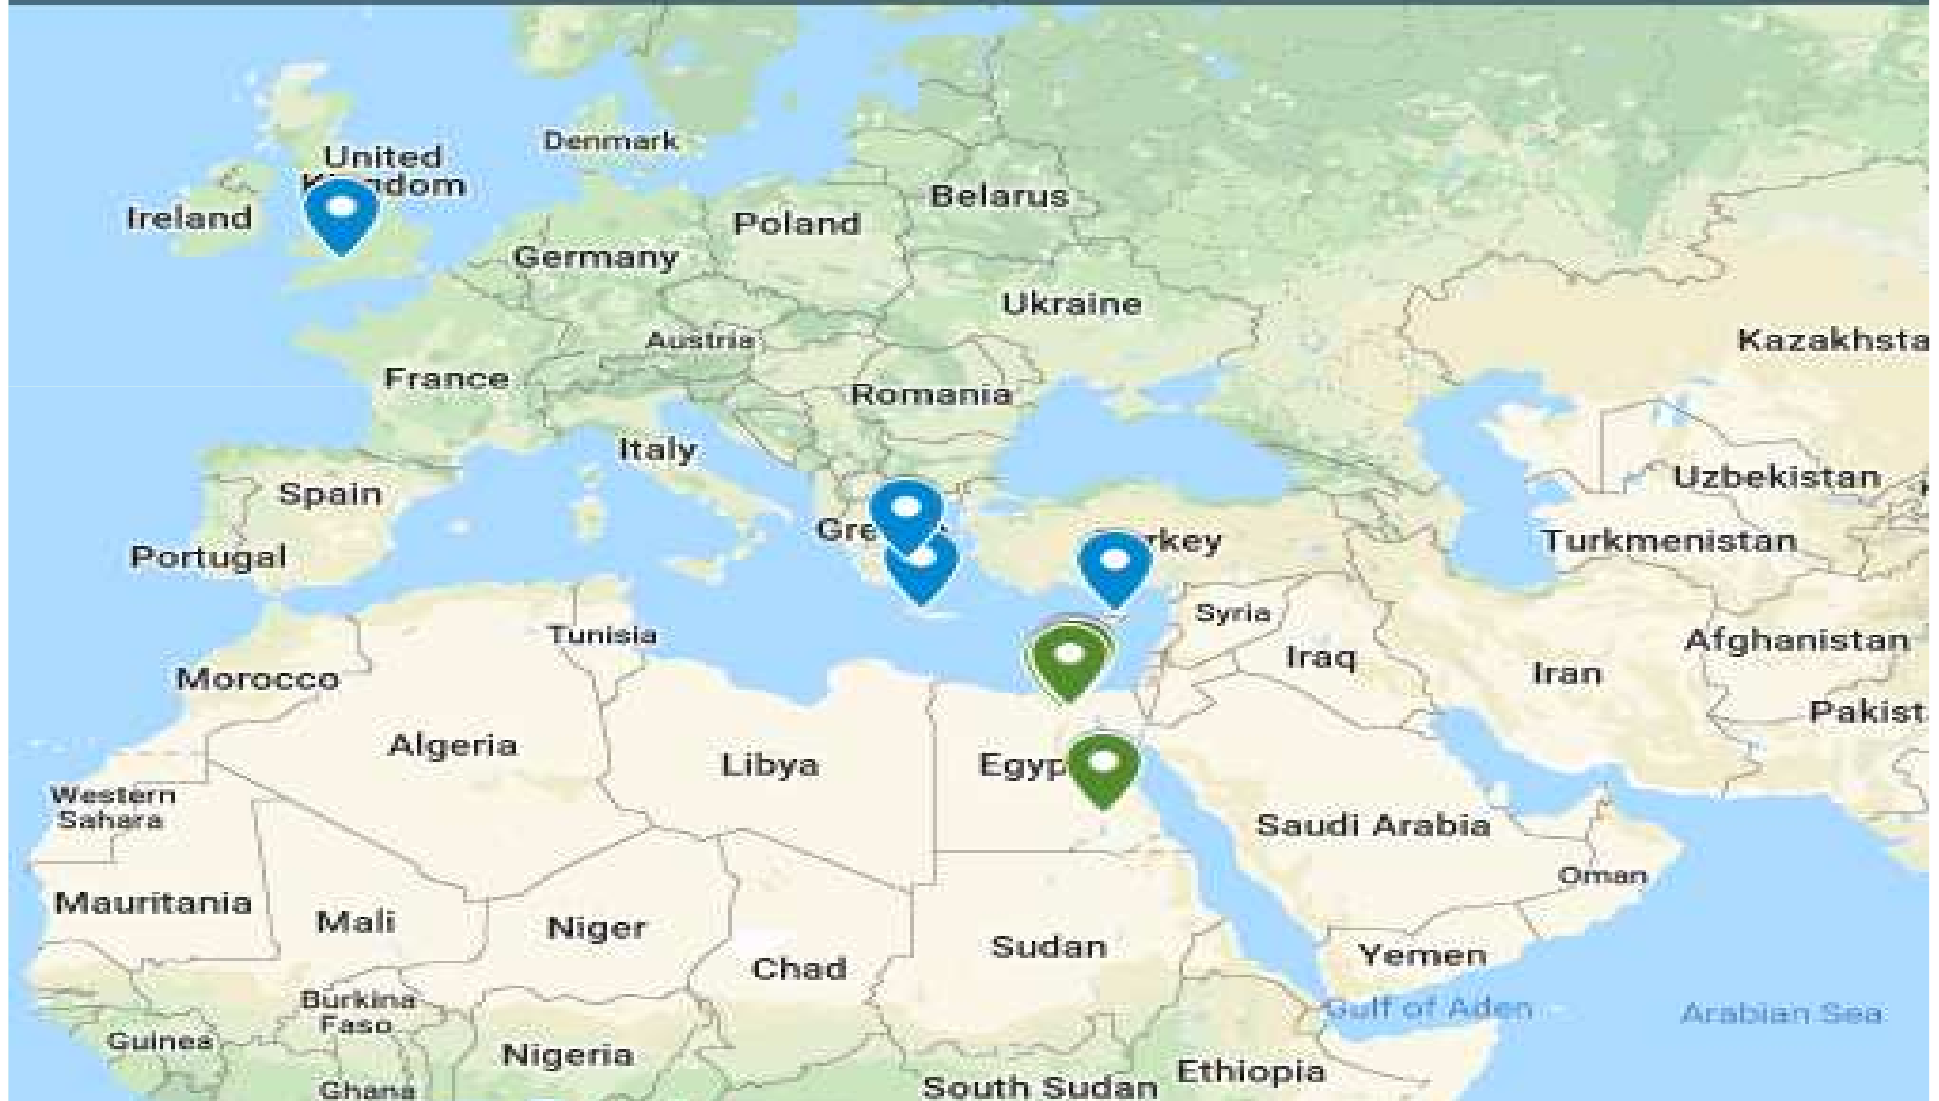 Denmark
United
Kingdom
Ireland
Belarus
Poland
Germany
Ukraine
Austria
Kazakhsta
France
Romania
Italy
Uzbekistan
Spain
Gre
rkey
Turkmenistan
Portugal
Syria
Tunisia
Afghanistan
Iraq
Iran
Morocco
Pakist
Algeria
Libya
Egyp
Western
Sahara
Saudi Arabia
Oman
Mauritania
Mali
Niger
Sudan
Yemen
Chad
Burkina
Faso
Gulf of Aden
Arabian Sea
Guinea
Nigeria
Ethiopia
Ghana
South Sudan